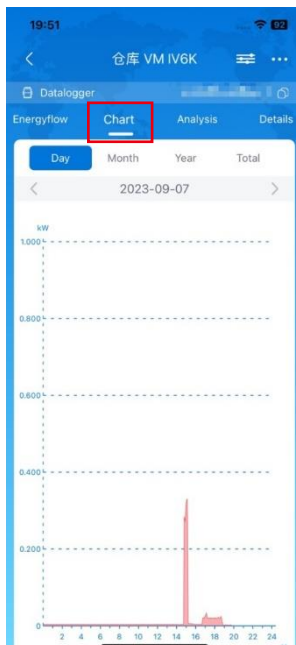 19:51
92
仓库 VM IV6K
Datalogger
Energyflow Chart Analysis Details
Day Month Year Total
2023-09-07
kW
1.000
0.800
0.600
0.400
0.200
0
2 4 6 8 10 12 14 16 18 20 22 24